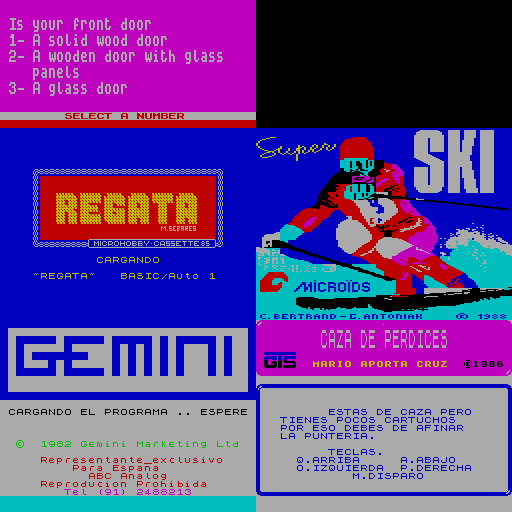 Is your front door
1- A solid wood door
2- A wooden door with glass
panels
3- A glass door
SELECT A NUMBER
REGATA
M.SEBARES
MICROHOBBY-CASSETTE 85
CARGANDO
"REGATA" BASIC/Auto 1
Super
SKI
MICROÏDS
C.BERTRAND-G.ANTONIAK © 1988
GEMINI
CARGANDO EL PROGRAMA .. ESPERE
© 1982 Gemini Marketing Ltd
Representante exclusivo
Para España
ABC Analog
Reproducion Prohibida
Tel (91) 2488213
CAZA DE PERDICES
GTS MARIO APORTA CRUZ ©1986
ESTAS DE CAZA PERO
TIENES POCOS CARTUCHOS
POR ESO DEBES DE AFINAR
LA PUNTERIA.
TECLAS.
Q.ARRIBA A.ABAJO
O.IZQUIERDA P.DERECHA
M.DISPARO